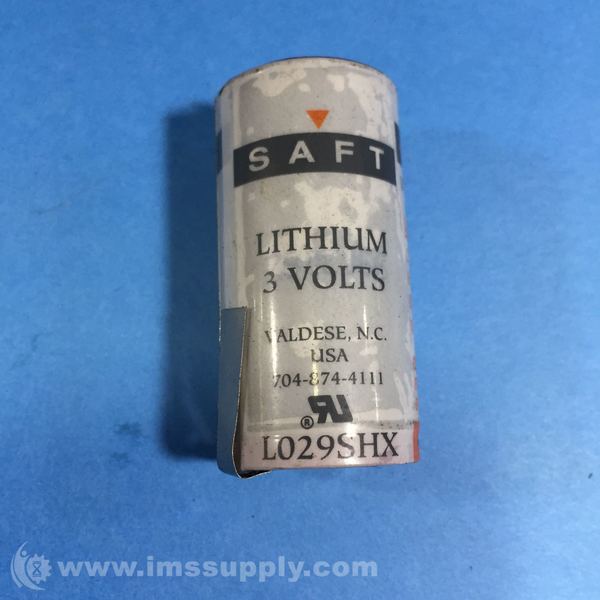 SAFT
LITHIUM
3 VOLTS
VALDESE, N.C.
USA
704-874-4111
®
L029SHX
www.imssupply.com